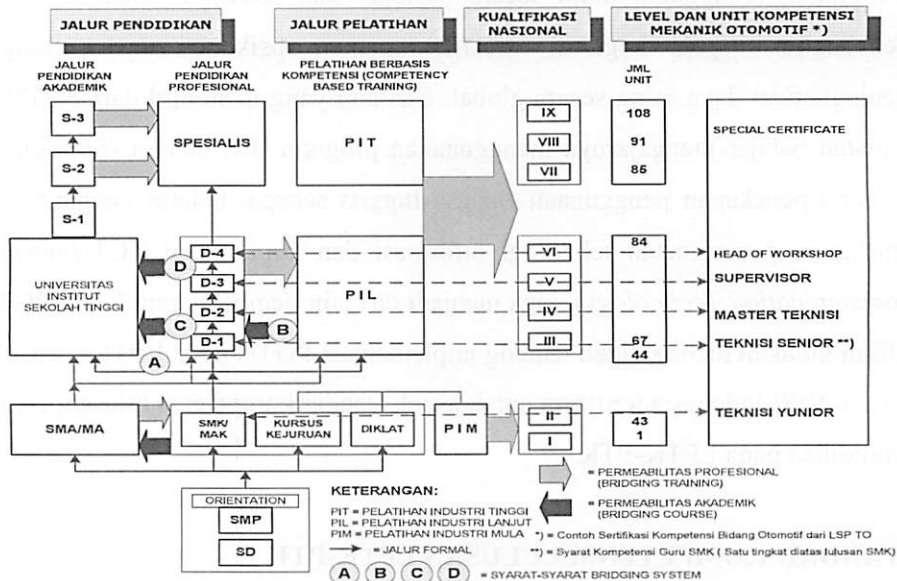 JALUR PENDIDIKAN
JALUR PELATIHAN
KUALIFIKASI
NASIONAL
LEVEL DAN UNIT KOMPETENSI
MEKANIK OTOMOTIF *)
JALUR
PENDIDIKAN
AKADEMIK
JALUR
PENDIDIKAN
PROFESIONAL
PELATIHAN BERBASIS
KOMPETENSI (COMPETENCY
BASED TRAINING)
JML
UNIT
S-3
S-2
S-1
SPESIALIS
PIT
IX
VIII
VII
108
91
85
SPECIAL CERTIFICATE
UNIVERSITAS
INSTITUT
SEKOLAH TINGGI
D
C
A
D-4
D-3
D-2
D-1
B
PIL
VI
V
IV
III
84
67
44
HEAD OF WORKSHOP
SUPERVISOR
MASTER TEKNISI
TEKNISI SENIOR **)
SMA/MA
SMK/
MAK
KURSUS
KEJURUAN
DIKLAT
PIM
II
I
43
1
TEKNISI YUNIOR
ORIENTATION
SMP
SD
KETERANGAN:
PIT = PELATIHAN INDUSTRI TINGGI
PIL = PELATIHAN INDUSTRI LANJUT
PIM = PELATIHAN INDUSTRI MULA
= JALUR FORMAL
A B C D = SYARAT-SYARAT BRIDGING SYSTEM
= PERMEABILITAS PROFESIONAL
(BRIDGING TRAINING)
= PERMEABILITAS AKADEMIK
(BRIDGING COURSE)
*) = Contoh Sertifikasi Kompetensi Bidang Otomotif dari LSP TO
**) = Syarat Kompetensi Guru SMK ( Satu tingkat diatas lulusan SMK)